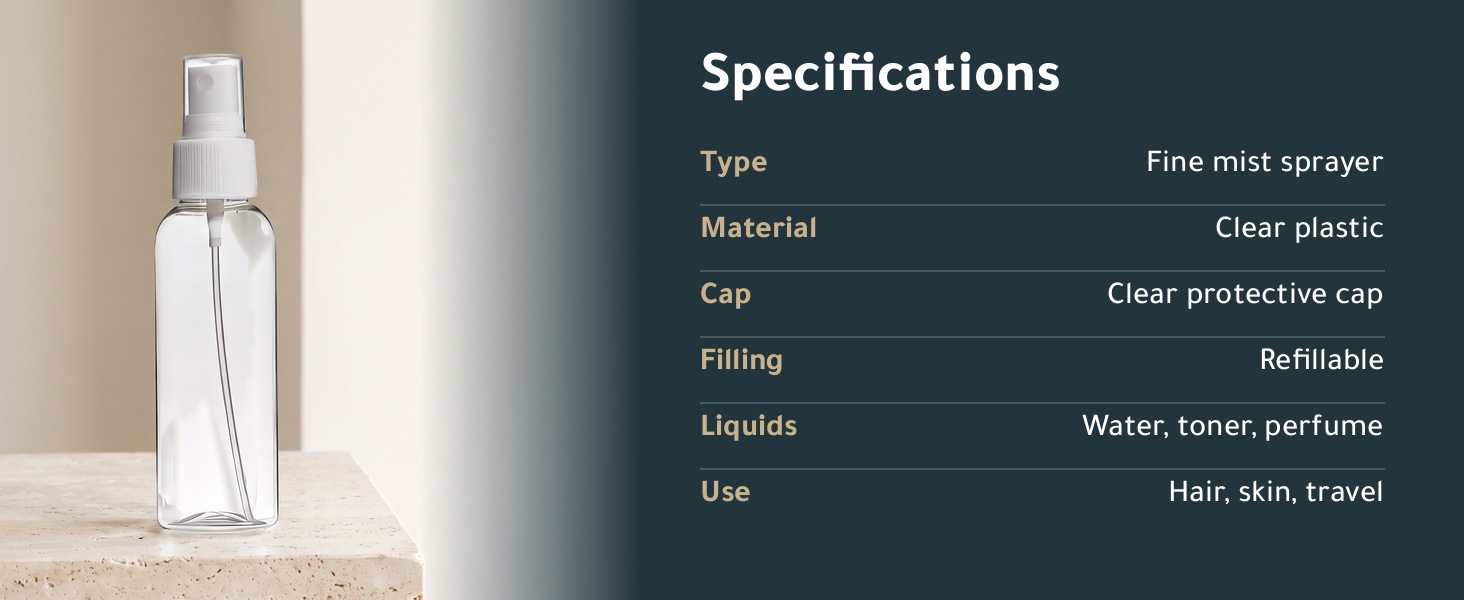 Specifications
Type Fine mist sprayer
Material Clear plastic
Cap Clear protective cap
Filling Refillable
Liquids Water, toner, perfume
Use Hair, skin, travel